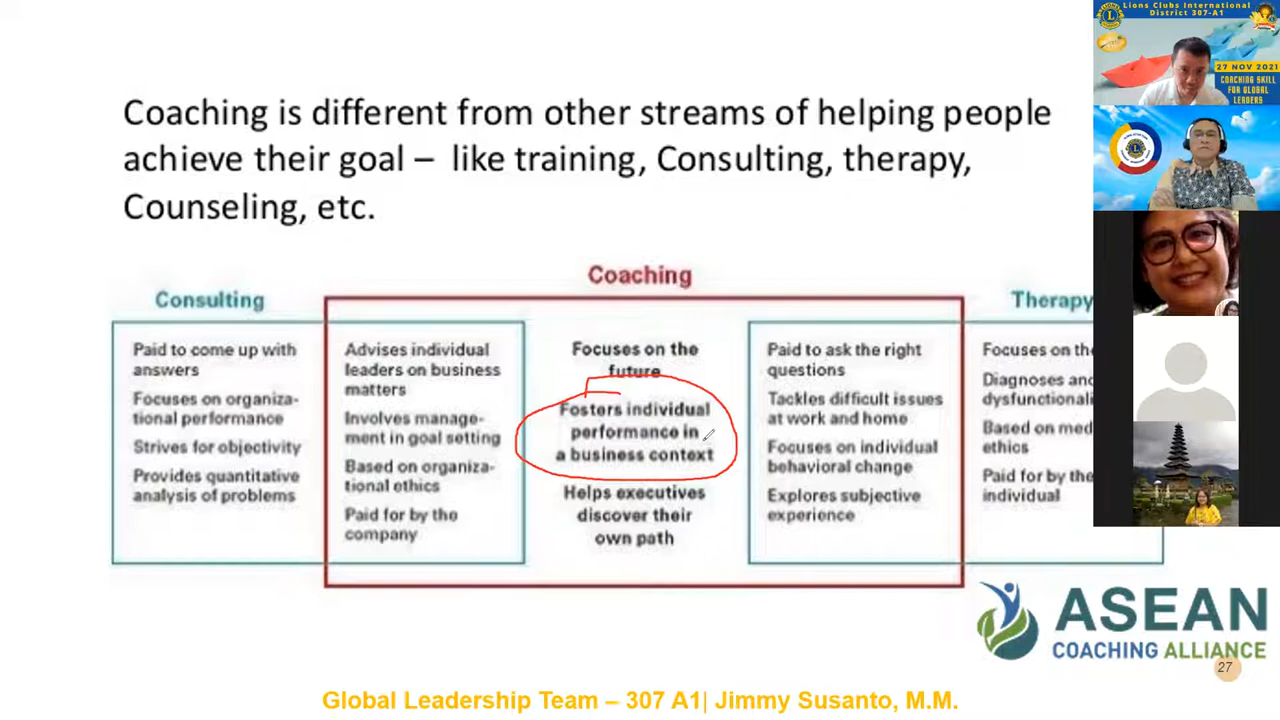 Coaching is different from other streams of helping people
achieve their goal – like training, Consulting, therapy,
Counseling, etc.
Coaching
Consulting
Paid to come up with
answers
Focuses on organiza-
tional performance
Strives for objectivity
Provides quantitative
analysis of problems
Advises individual
leaders on business
matters
Involves manage-
ment in goal setting
Based on organiza-
tional ethics
Paid for by the
company
Focuses on the
future
Fosters individual
performance in
a business context
Helps executives
discover their
own path
Paid to ask the right
questions
Tackles difficult issues
at work and home
Focuses on individual
behavioral change
Explores subjective
experience
Therapy
Focuses on the
Diagnoses and
Based on
ethics
Paid for by the
individual
Lions Clubs International
District 307-A1
27 NOV 2021
COACHING SKILL
FOR GLOBAL
LEADERS
ASEAN
COACHING ALLIANCE
27
Global Leadership Team – 307 A1| Jimmy Susanto, M.M.